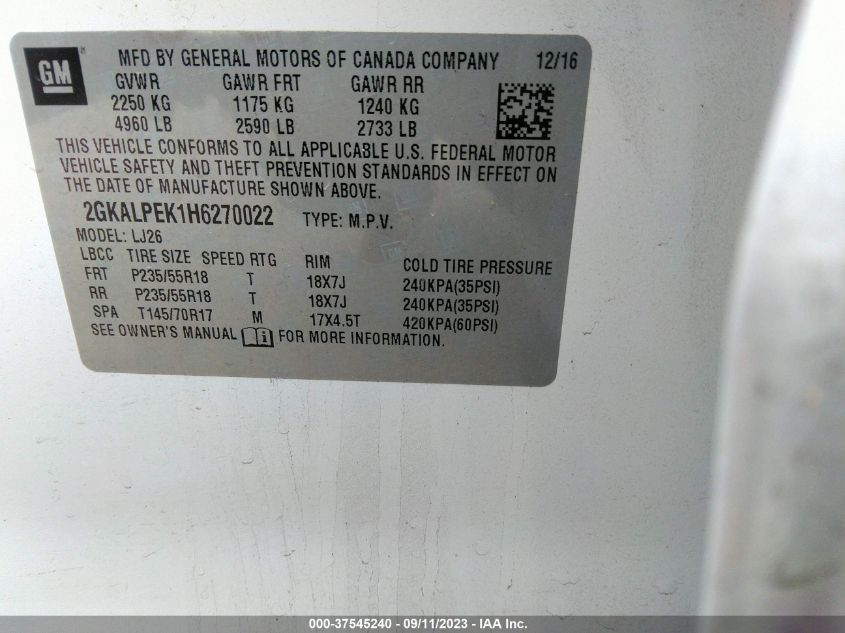 GM
MFD BY GENERAL MOTORS OF CANADA COMPANY 12/16
GVWR GAWR FRT GAWR RR
2250 KG 1175 KG 1240 KG
4960 LB 2590 LB 2733 LB
THIS VEHICLE CONFORMS TO ALL APPLICABLE U.S. FEDERAL MOTOR
VEHICLE SAFETY AND THEFT PREVENTION STANDARDS IN EFFECT ON
THE DATE OF MANUFACTURE SHOWN ABOVE.
2GKALPEK1H6270022 TYPE: M.P.V.
MODEL: LJ26
LBCC TIRE SIZE SPEED RTG RIM COLD TIRE PRESSURE
FRT P235/55R18 T 18X7J 240KPA(35PSI)
RR P235/55R18 T 18X7J 240KPA(35PSI)
SPA T145/70R17 M 17X4.5T 420KPA(60PSI)
SEE OWNER'S MANUAL FOR MORE INFORMATION.
000-37545240 - 09/11/2023 - IAA Inc.